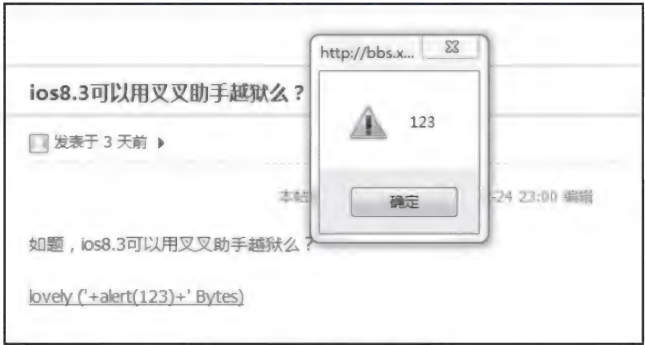 http://bbs.x...
ios8.3可以用叉叉助手越狱么？
123
发表于 3 天前
本帖
确定
-24 23:00 编辑
如题，ios8.3可以用叉叉助手越狱么？
lovely ('+alert(123)+' Bytes)